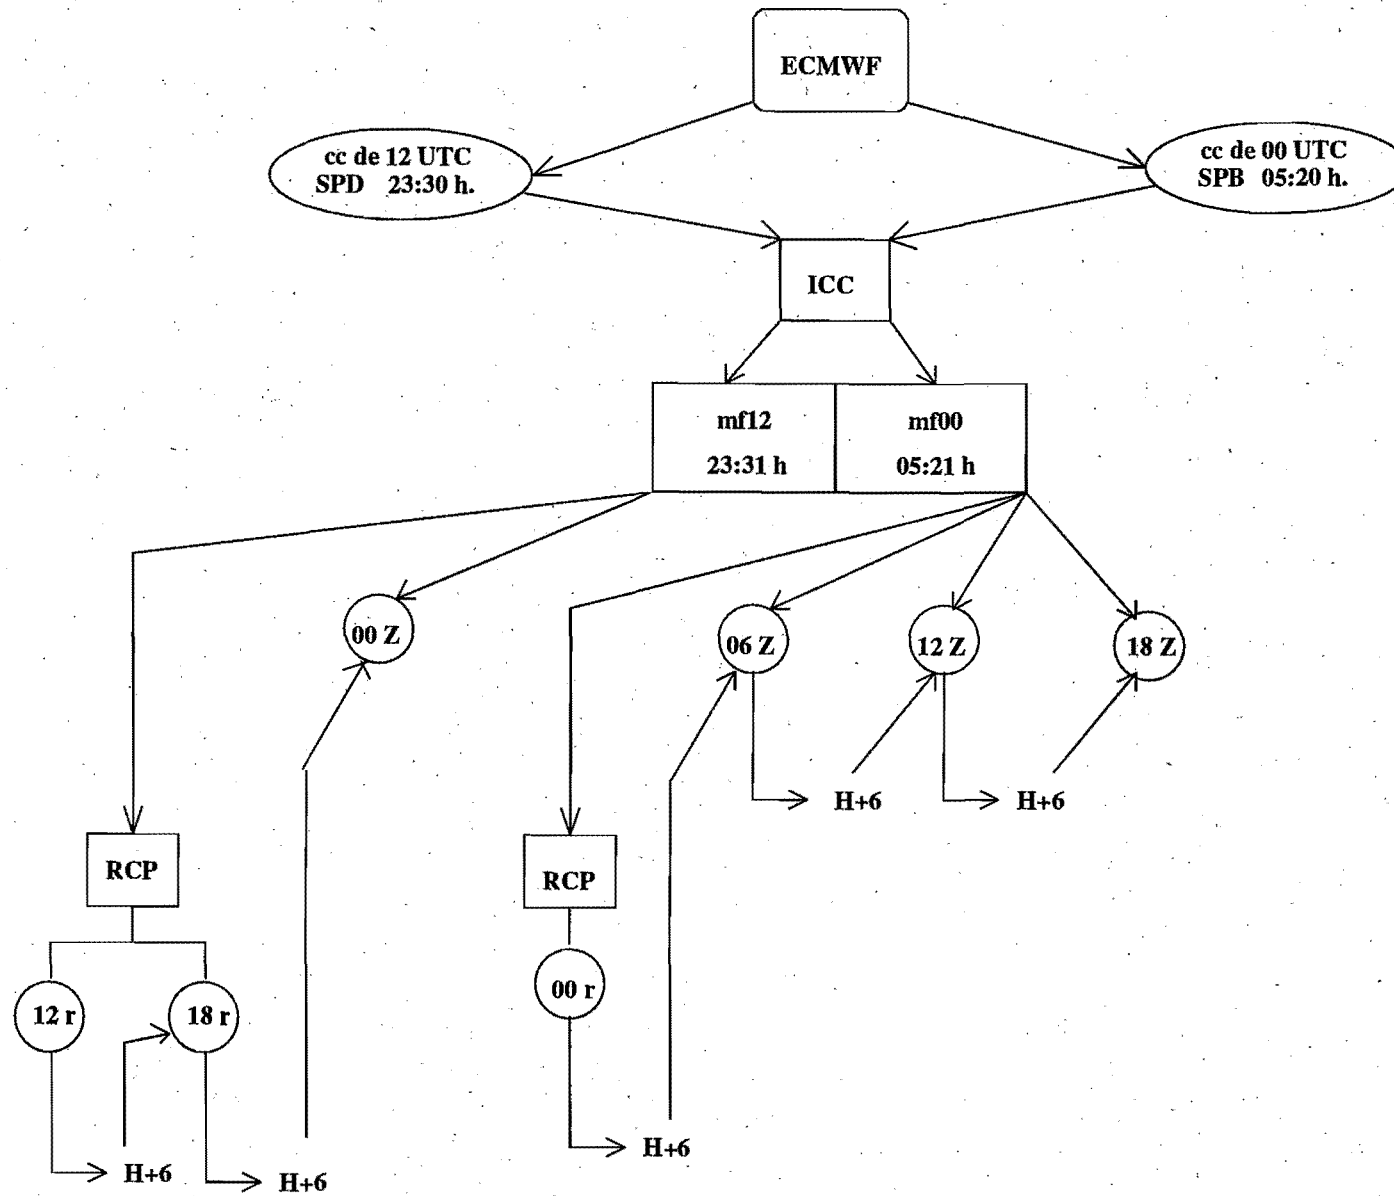 ECMWF
cc de 12 UTC
SPD 23:30 h.
cc de 00 UTC
SPB 05:20 h.
ICC
mf12
23:31 h
mf00
05:21 h
00 Z
06 Z
12 Z
18 Z
H+6
H+6
RCP
RCP
12 r
18 r
00 r
H+6
H+6
H+6